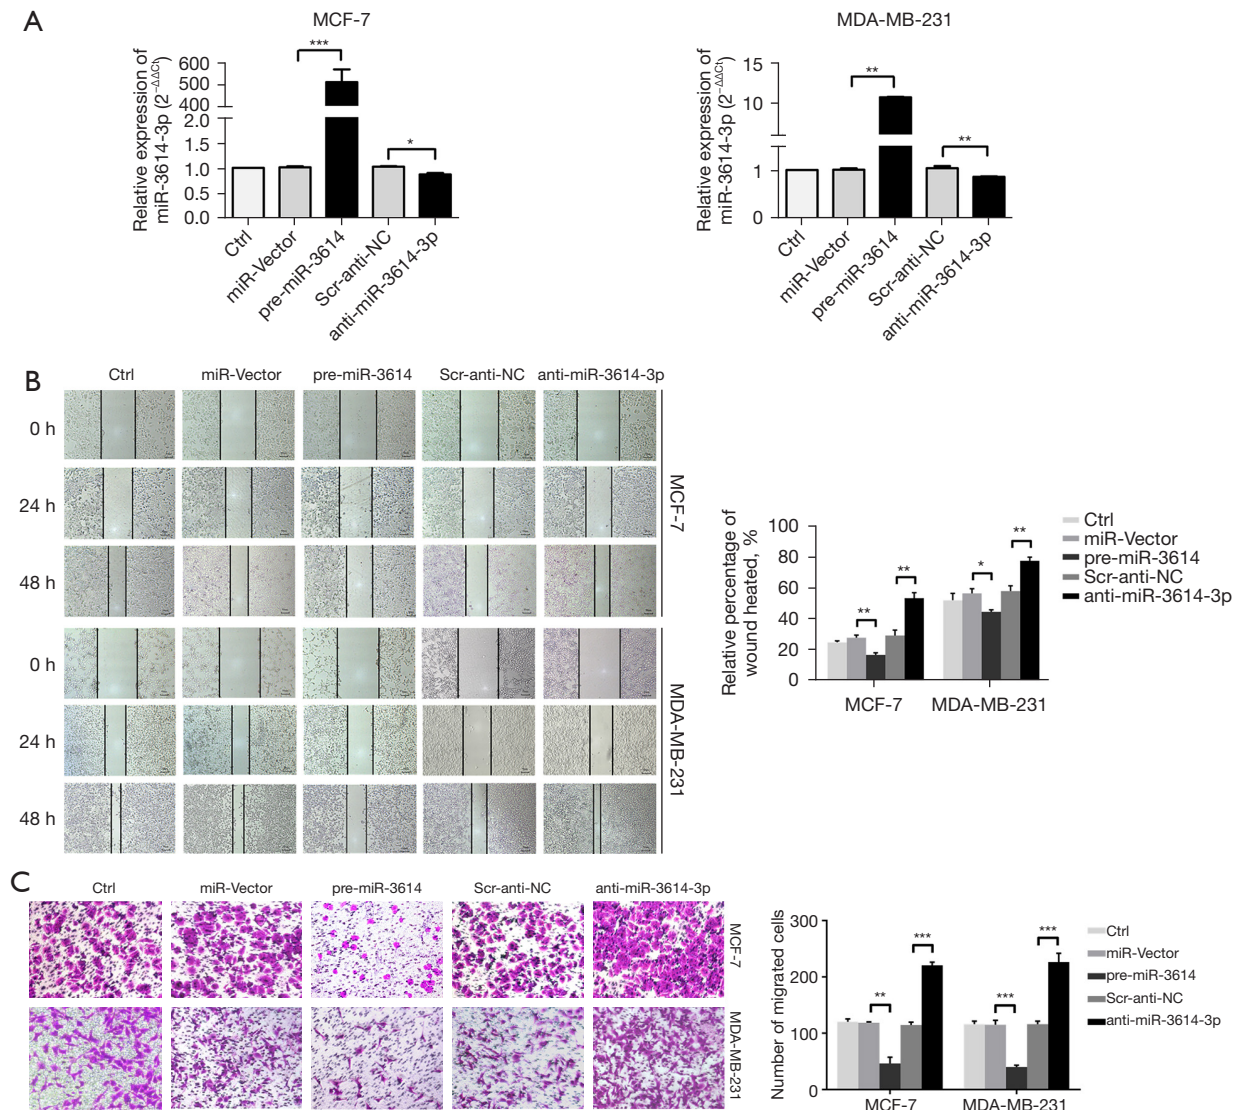 A
MCF-7
Relative expression of
miR-3614-3p (2^−ΔΔCt)
600
500
400
2.0
1.5
1.0
0.5
0.0
***
*
Ctrl
miR-Vector
pre-miR-3614
Scr-anti-NC
anti-miR-3614-3p
MDA-MB-231
Relative expression of
miR-3614-3p (2^−ΔΔCt)
15
10
1
0
**
**
Ctrl
miR-Vector
pre-miR-3614
Scr-anti-NC
anti-miR-3614-3p
B
Ctrl miR-Vector pre-miR-3614 Scr-anti-NC anti-miR-3614-3p
0 h
24 h
48 h
MCF-7
0 h
24 h
48 h
MDA-MB-231
Relative percentage of
wound heated, %
100
80
60
40
20
0
** ** * **
MCF-7 MDA-MB-231
Ctrl
miR-Vector
pre-miR-3614
Scr-anti-NC
anti-miR-3614-3p
C
Ctrl miR-Vector pre-miR-3614 Scr-anti-NC anti-miR-3614-3p
MCF-7
MDA-MB-231
Number of migrated cells
300
200
100
0
** *** *** ***
MCF-7 MDA-MB-231
Ctrl
miR-Vector
pre-miR-3614
Scr-anti-NC
anti-miR-3614-3p